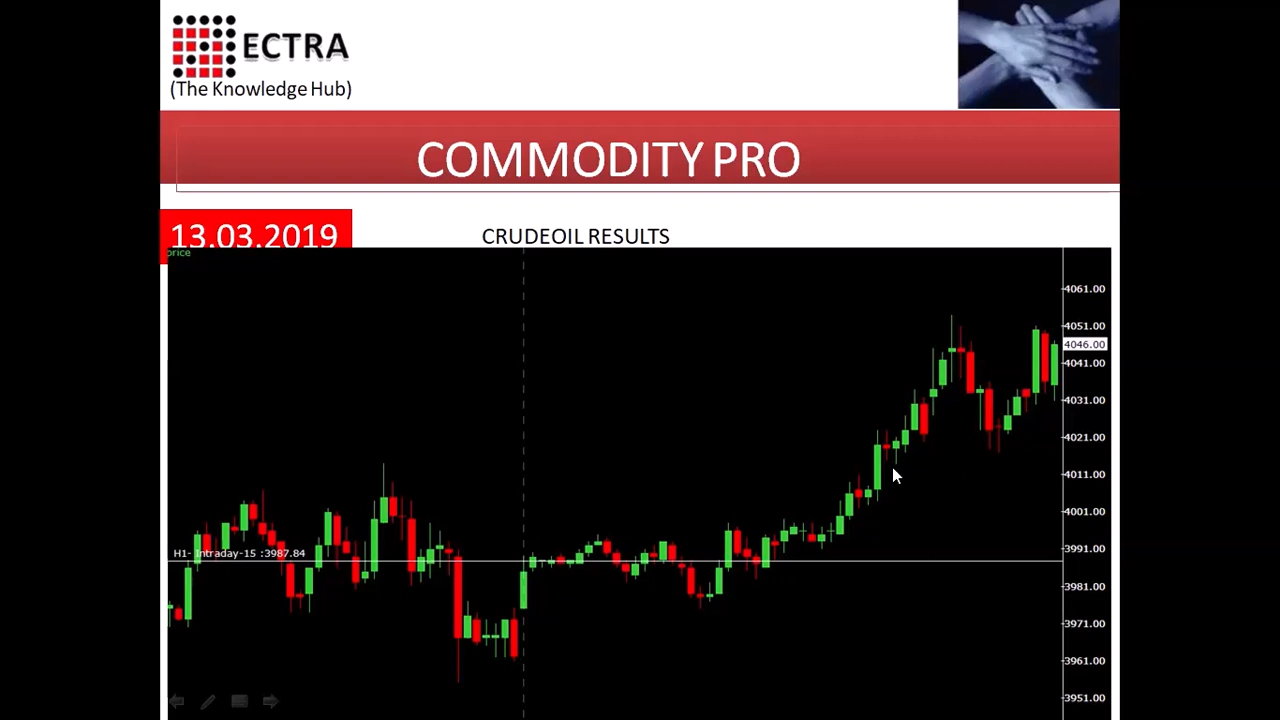 ECTRA
(The Knowledge Hub)
COMMODITY PRO
13.03.2019
CRUDEOIL RESULTS
price
4061.00
4051.00
4046.00
4041.00
4031.00
4021.00
4011.00
4001.00
3991.00
H1- Intraday-15 :3987.84
3981.00
3971.00
3961.00
3951.00